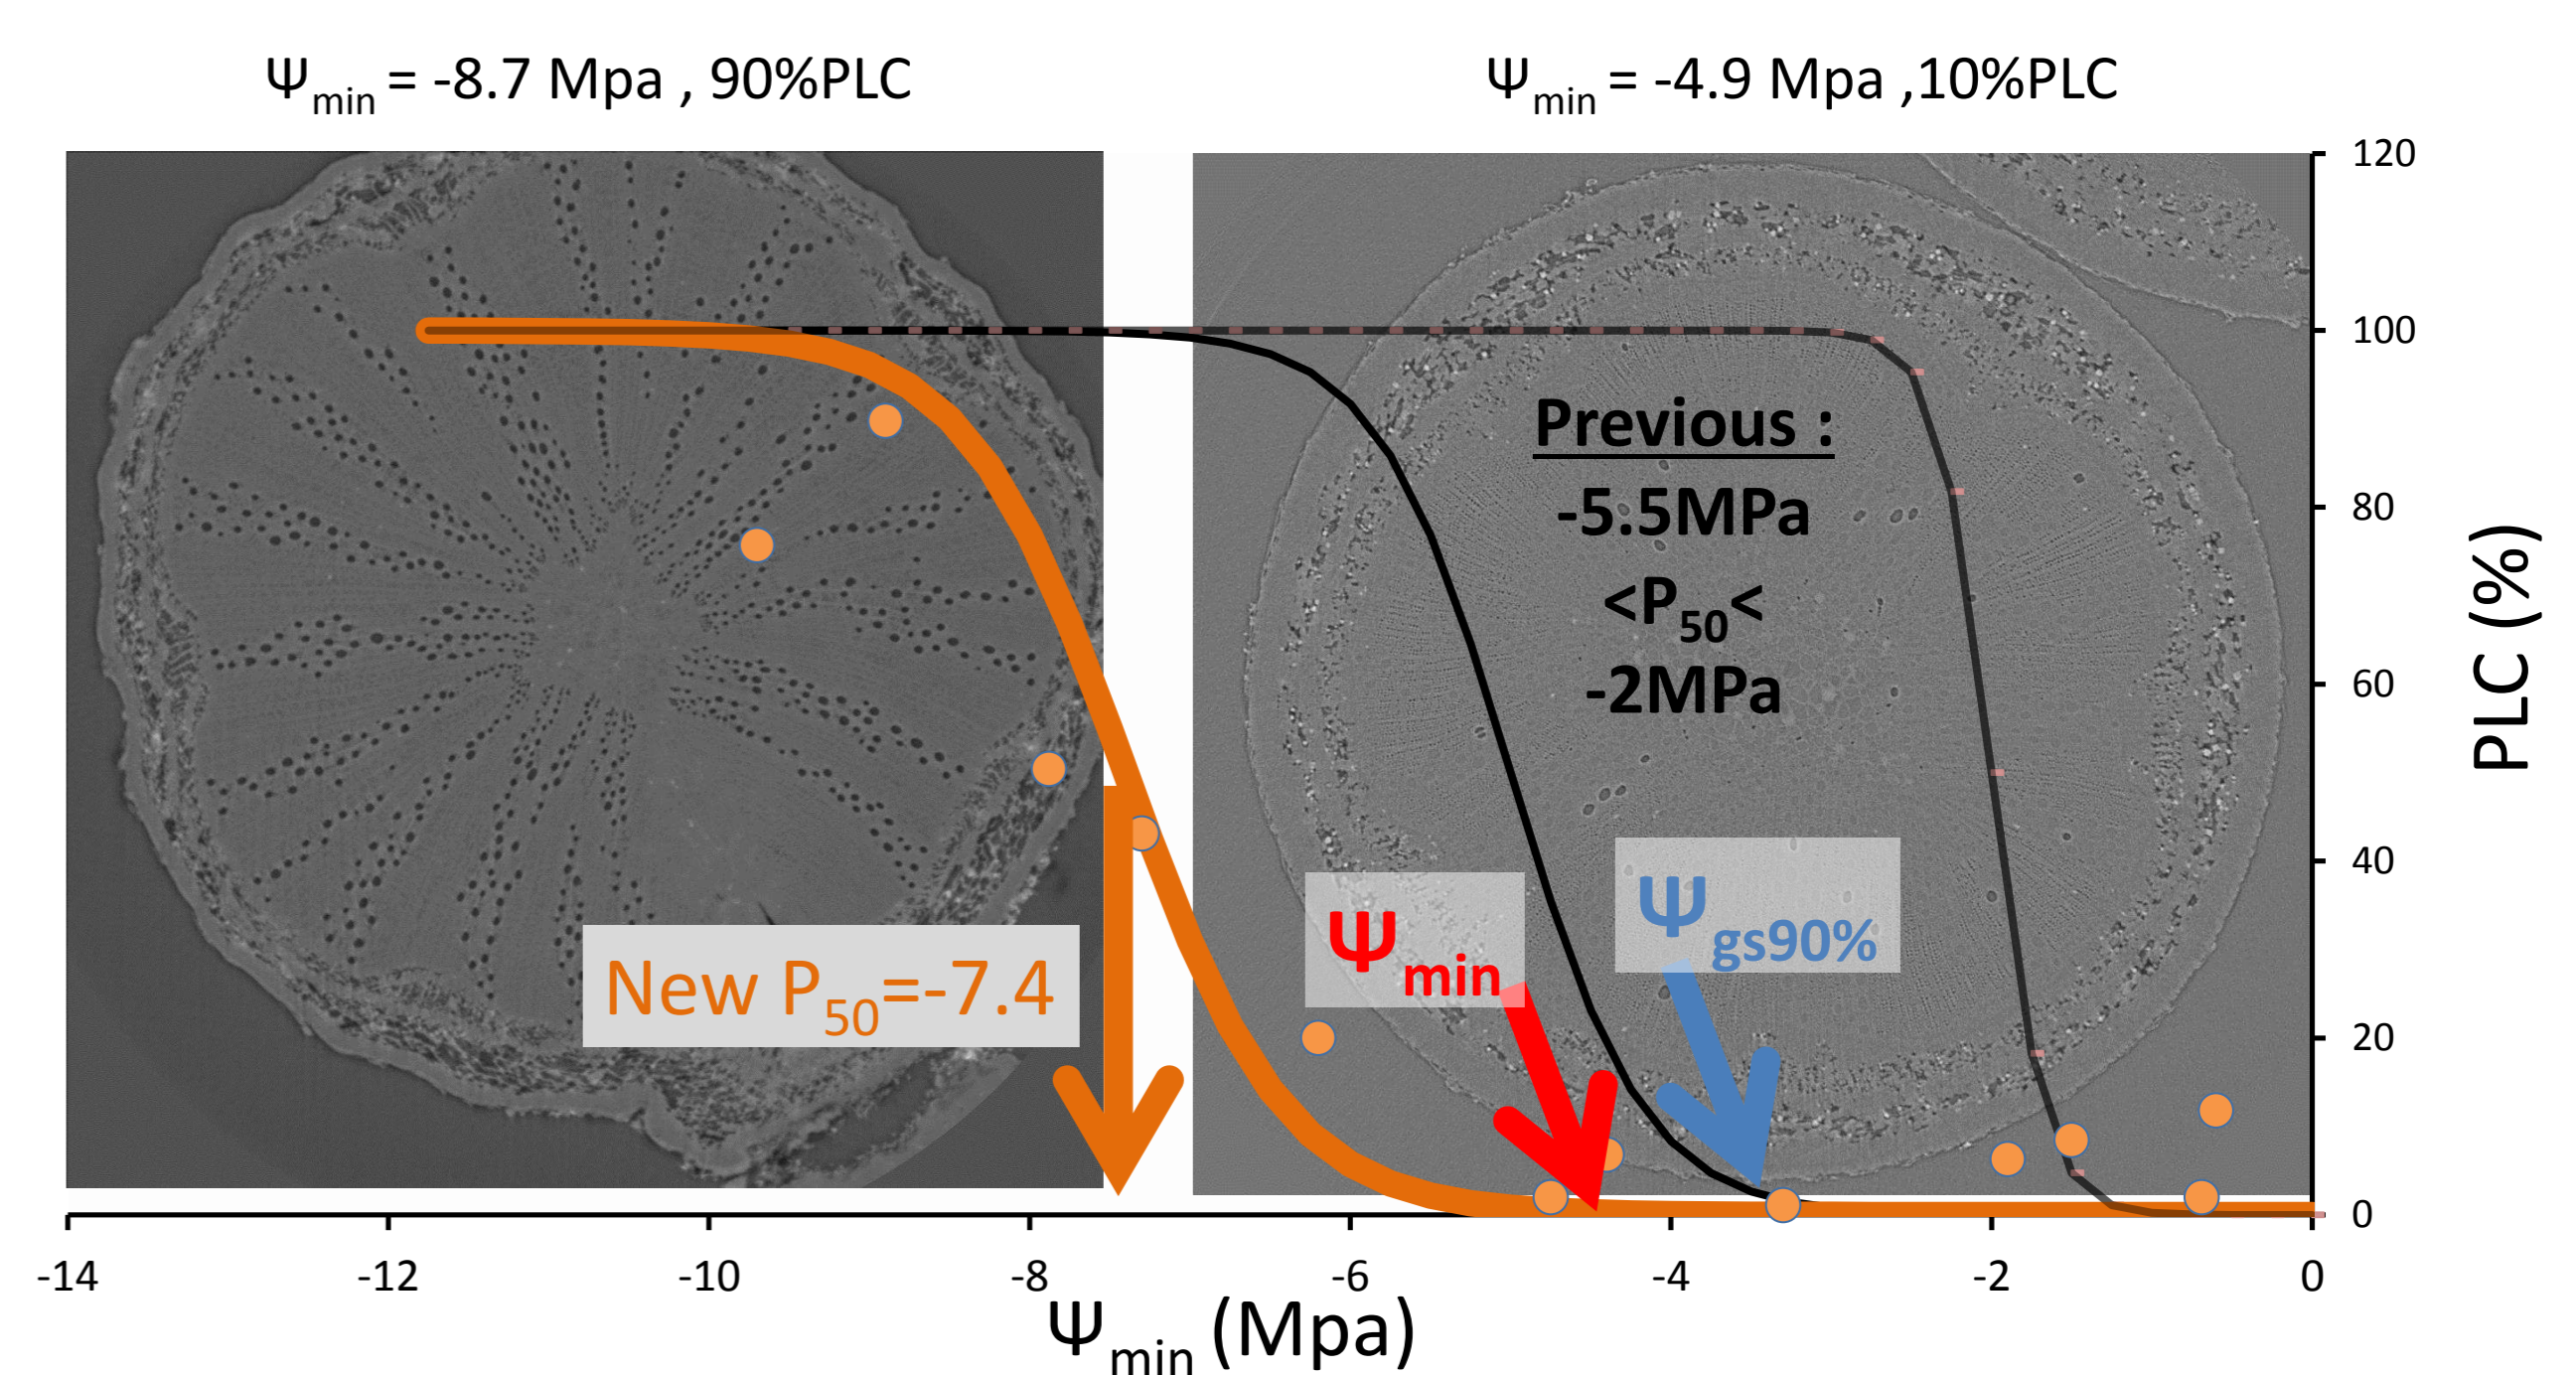 Ψmin = -8.7 Mpa , 90%PLC
Ψmin = -4.9 Mpa ,10%PLC
120
100
80
60
40
20
0
PLC (%)
Previous :
-5.5MPa
<P50<
-2MPa
Ψgs90%
Ψmin
New P50=-7.4
-14 -12 -10 -8 -6 -4 -2 0
Ψmin (Mpa)